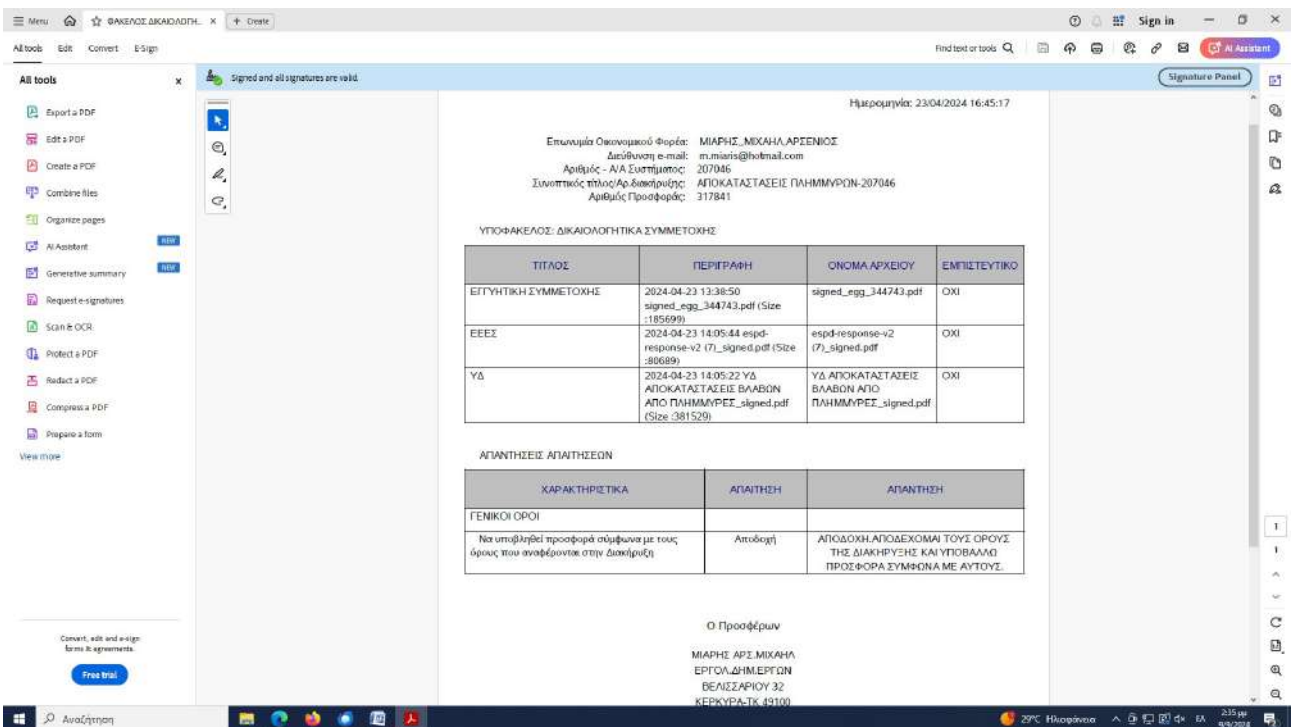 Menu
ΦΑΚΕΛΟΣ ΔΙΚΑΙΟΛΟΓΗ...
+ Create
Sign in
All tools Edit Convert E-Sign
Find text or tools
AI Assistant
All tools
Signed and all signatures are valid.
Signature Panel
Export a PDF
Edit a PDF
Create a PDF
Combine files
Organize pages
AI Assistant NEW
Generative summary NEW
Request e-signatures
Scan & OCR
Protect a PDF
Redact a PDF
Compress a PDF
Prepare a form
View more
Convert, edit and e-sign
forms & agreements
Free trial
Ημερομηνία: 23/04/2024 16:45:17
Επωνυμία Οικονομικού Φορέα: ΜΙΑΡΗΣ,,ΜΙΧΑΗΛ,ΑΡΣΕΝΙΟΣ
Διεύθυνση e-mail: m.miaris@hotmail.com
Αριθμός - Α/Α Συστήματος: 207046
Συνοπτικός τίτλος/Αρ.διακήρυξης: ΑΠΟΚΑΤΑΣΤΑΣΕΙΣ ΠΛΗΜΜΥΡΩΝ-207046
Αριθμός Προσφοράς: 317841
ΥΠΟΦΑΚΕΛΟΣ: ΔΙΚΑΙΟΛΟΓΗΤΙΚΑ ΣΥΜΜΕΤΟΧΗΣ
ΤΙΤΛΟΣ ΠΕΡΙΓΡΑΦΗ ΟΝΟΜΑ ΑΡΧΕΙΟΥ ΕΜΠΙΣΤΕΥΤΙΚΟ
ΕΓΓΥΗΤΙΚΗ ΣΥΜΜΕΤΟΧΗΣ 2024-04-23 13:38:50 signed_egg_344743.pdf ΟΧΙ
signed_egg_344743.pdf (Size
:185699)
ΕΕΕΣ 2024-04-23 14:05:44 espd- espd-response-v2 ΟΧΙ
response-v2 (7)_signed.pdf (Size (7)_signed.pdf
:80689)
ΥΔ 2024-04-23 14:05:22 ΥΔ ΥΔ ΑΠΟΚΑΤΑΣΤΑΣΕΙΣ ΟΧΙ
ΑΠΟΚΑΤΑΣΤΑΣΕΙΣ ΒΛΑΒΩΝ ΒΛΑΒΩΝ ΑΠΟ
ΑΠΟ ΠΛΗΜΜΥΡΕΣ_signed.pdf ΠΛΗΜΜΥΡΕΣ_signed.pdf
(Size :381529)
ΑΠΑΝΤΗΣΕΙΣ ΑΠΑΙΤΗΣΕΩΝ
ΧΑΡΑΚΤΗΡΙΣΤΙΚΑ ΑΠΑΙΤΗΣΗ ΑΠΑΝΤΗΣΗ
ΓΕΝΙΚΟΙ ΟΡΟΙ
Να υποβληθεί προσφορά σύμφωνα με τους Αποδοχή ΑΠΟΔΟΧΗ.ΑΠΟΔΕΧΟΜΑΙ ΤΟΥΣ ΟΡΟΥΣ
όρους που αναφέρονται στην Διακήρυξη ΤΗΣ ΔΙΑΚΗΡΥΞΗΣ ΚΑΙ ΥΠΟΒΑΛΛΩ
ΠΡΟΣΦΟΡΑ ΣΥΜΦΩΝΑ ΜΕ ΑΥΤΟΥΣ.
Ο Προσφέρων
ΜΙΑΡΗΣ ΑΡΣ.ΜΙΧΑΗΛ
ΕΡΓΟΛ.ΔΗΜ.ΕΡΓΩΝ
ΒΕΛΙΣΣΑΡΙΟΥ 32
ΚΕΡΚΥΡΑ-ΤΚ 49100
1
1
Αναζήτηση
29°C Ηλιοφάνεια
ΕΛ
2:35 μμ
9/9/2024